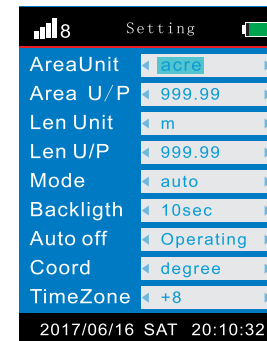 8 Setting
AreaUnit acre
Area U/P 999.99
Len Unit m
Len U/P 999.99
Mode auto
Backligth 10sec
Auto off Operating
Coord degree
TimeZone +8
2017/06/16 SAT 20:10:32